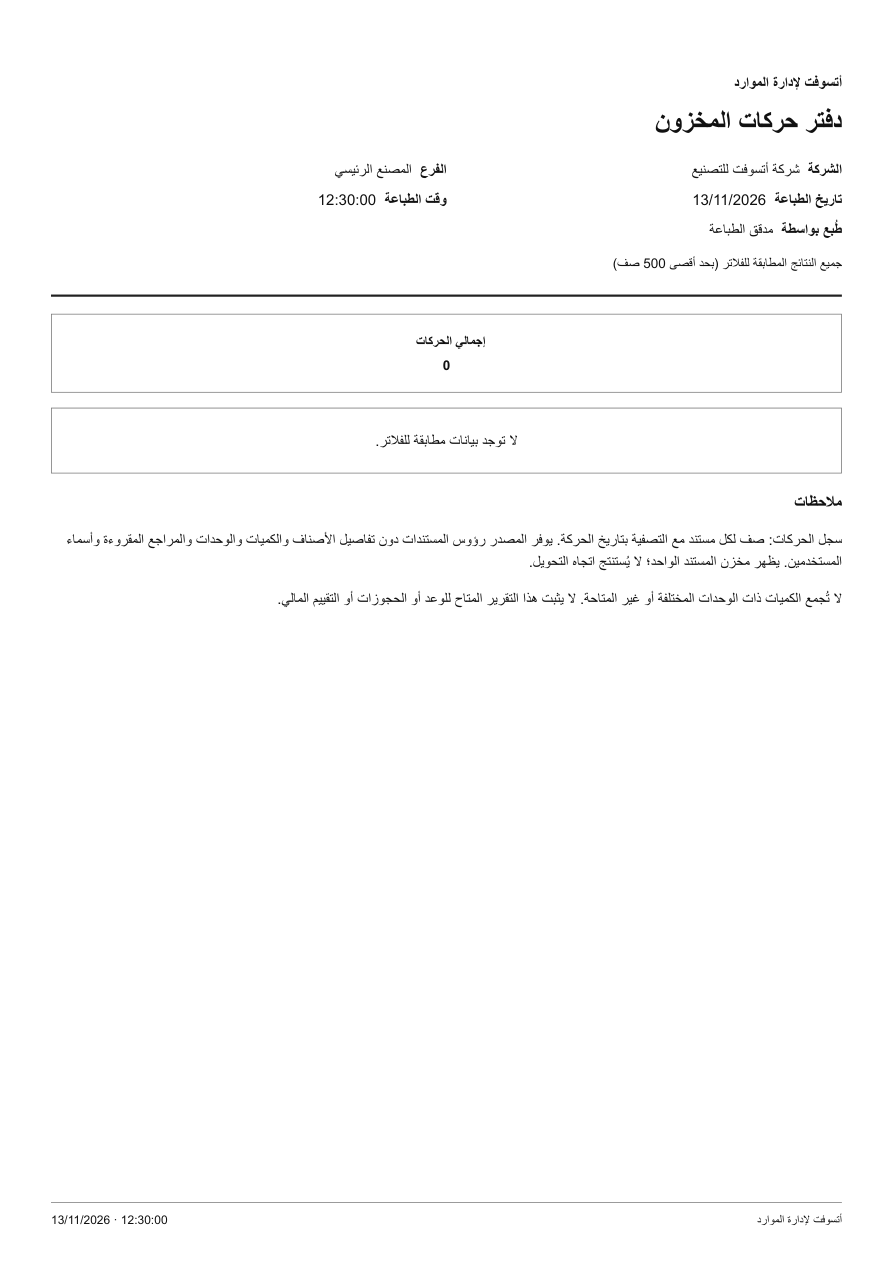 أتسوفت لإدارة الموارد
دفتر حركات المخزون
الشركة شركة أتسوفت للتصنيع الفرع المصنع الرئيسي
تاريخ الطباعة 13/11/2026 وقت الطباعة 12:30:00
طُبع بواسطة مدقق الطباعة
جميع النتائج المطابقة للفلاتر (بحد أقصى 500 صف)
إجمالي الحركات
0
لا توجد بيانات مطابقة للفلاتر.
ملاحظات
سجل الحركات: صف لكل مستند مع التصفية بتاريخ الحركة. يوفر المصدر رؤوس المستندات دون تفاصيل الأصناف والكميات والوحدات والمراجع المقروءة وأسماء
المستخدمين. يظهر مخزن المستند الواحد؛ لا يُستنتج اتجاه التحويل.
لا تُجمع الكميات ذات الوحدات المختلفة أو غير المتاحة. لا يثبت هذا التقرير المتاح للوعد أو الحجوزات أو التقييم المالي.
أتسوفت لإدارة الموارد 13/11/2026 · 12:30:00